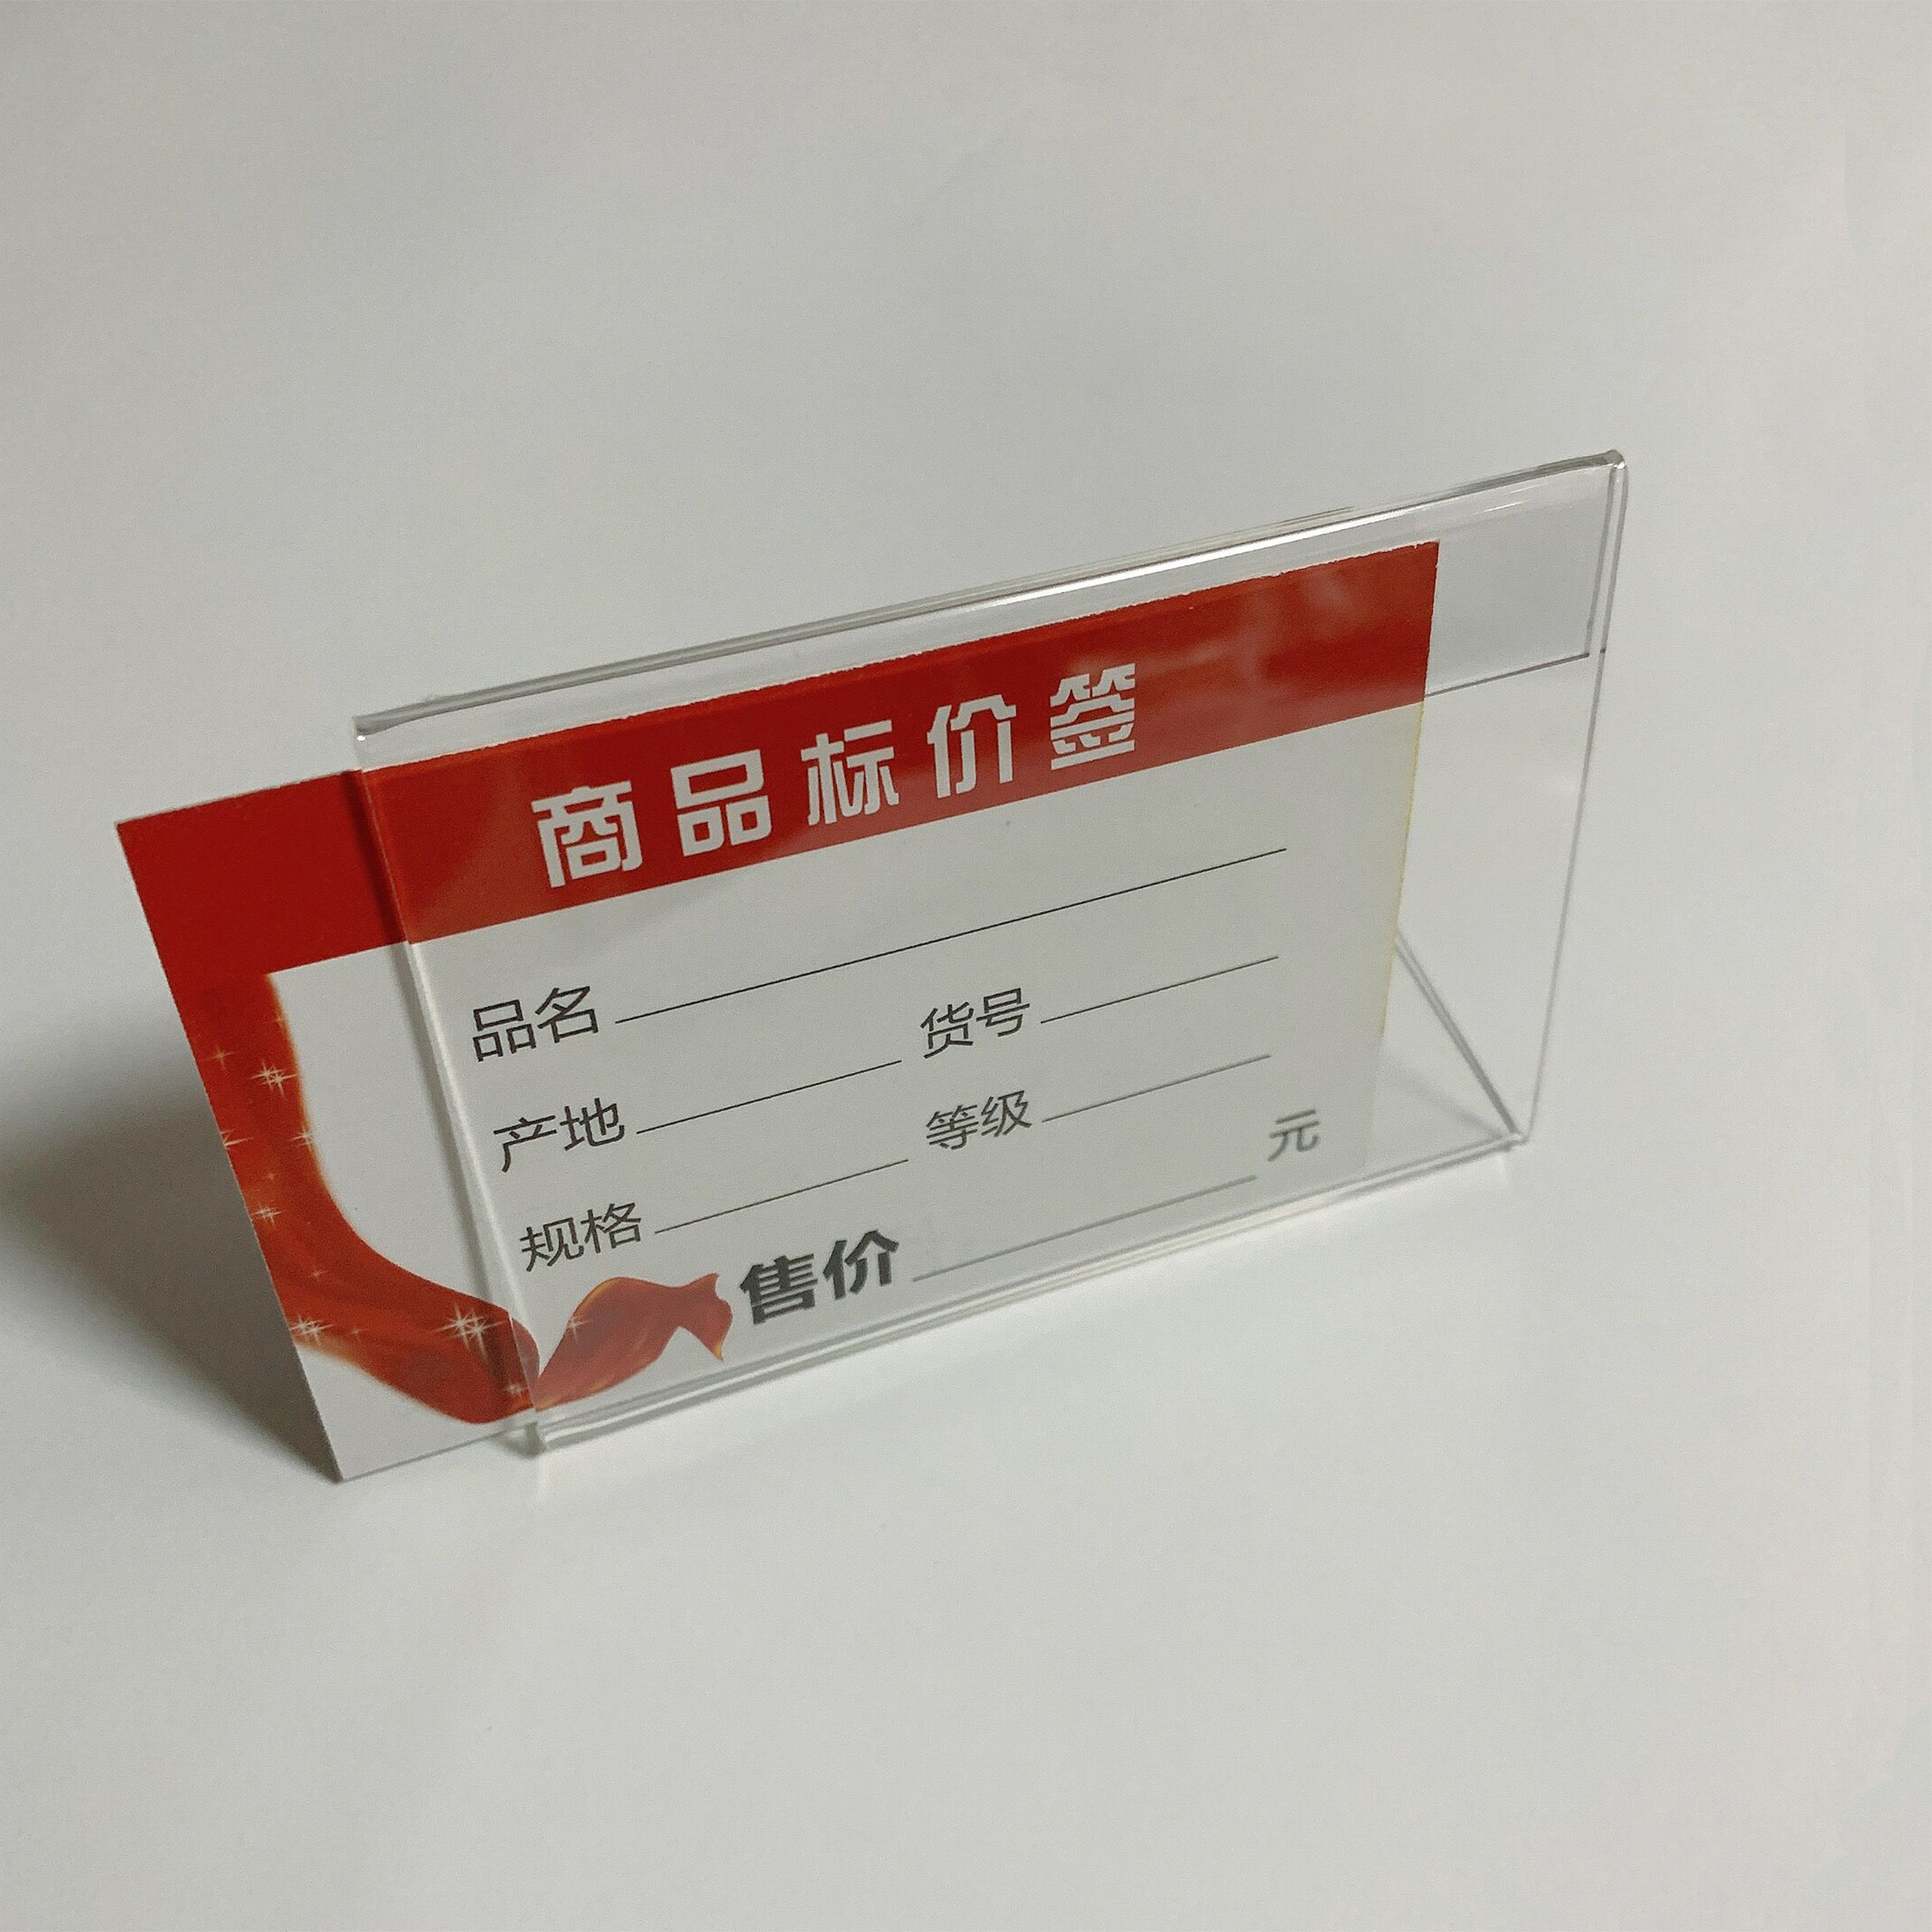 商品标价签
品名
产地 货号
规格 等级
售价 元